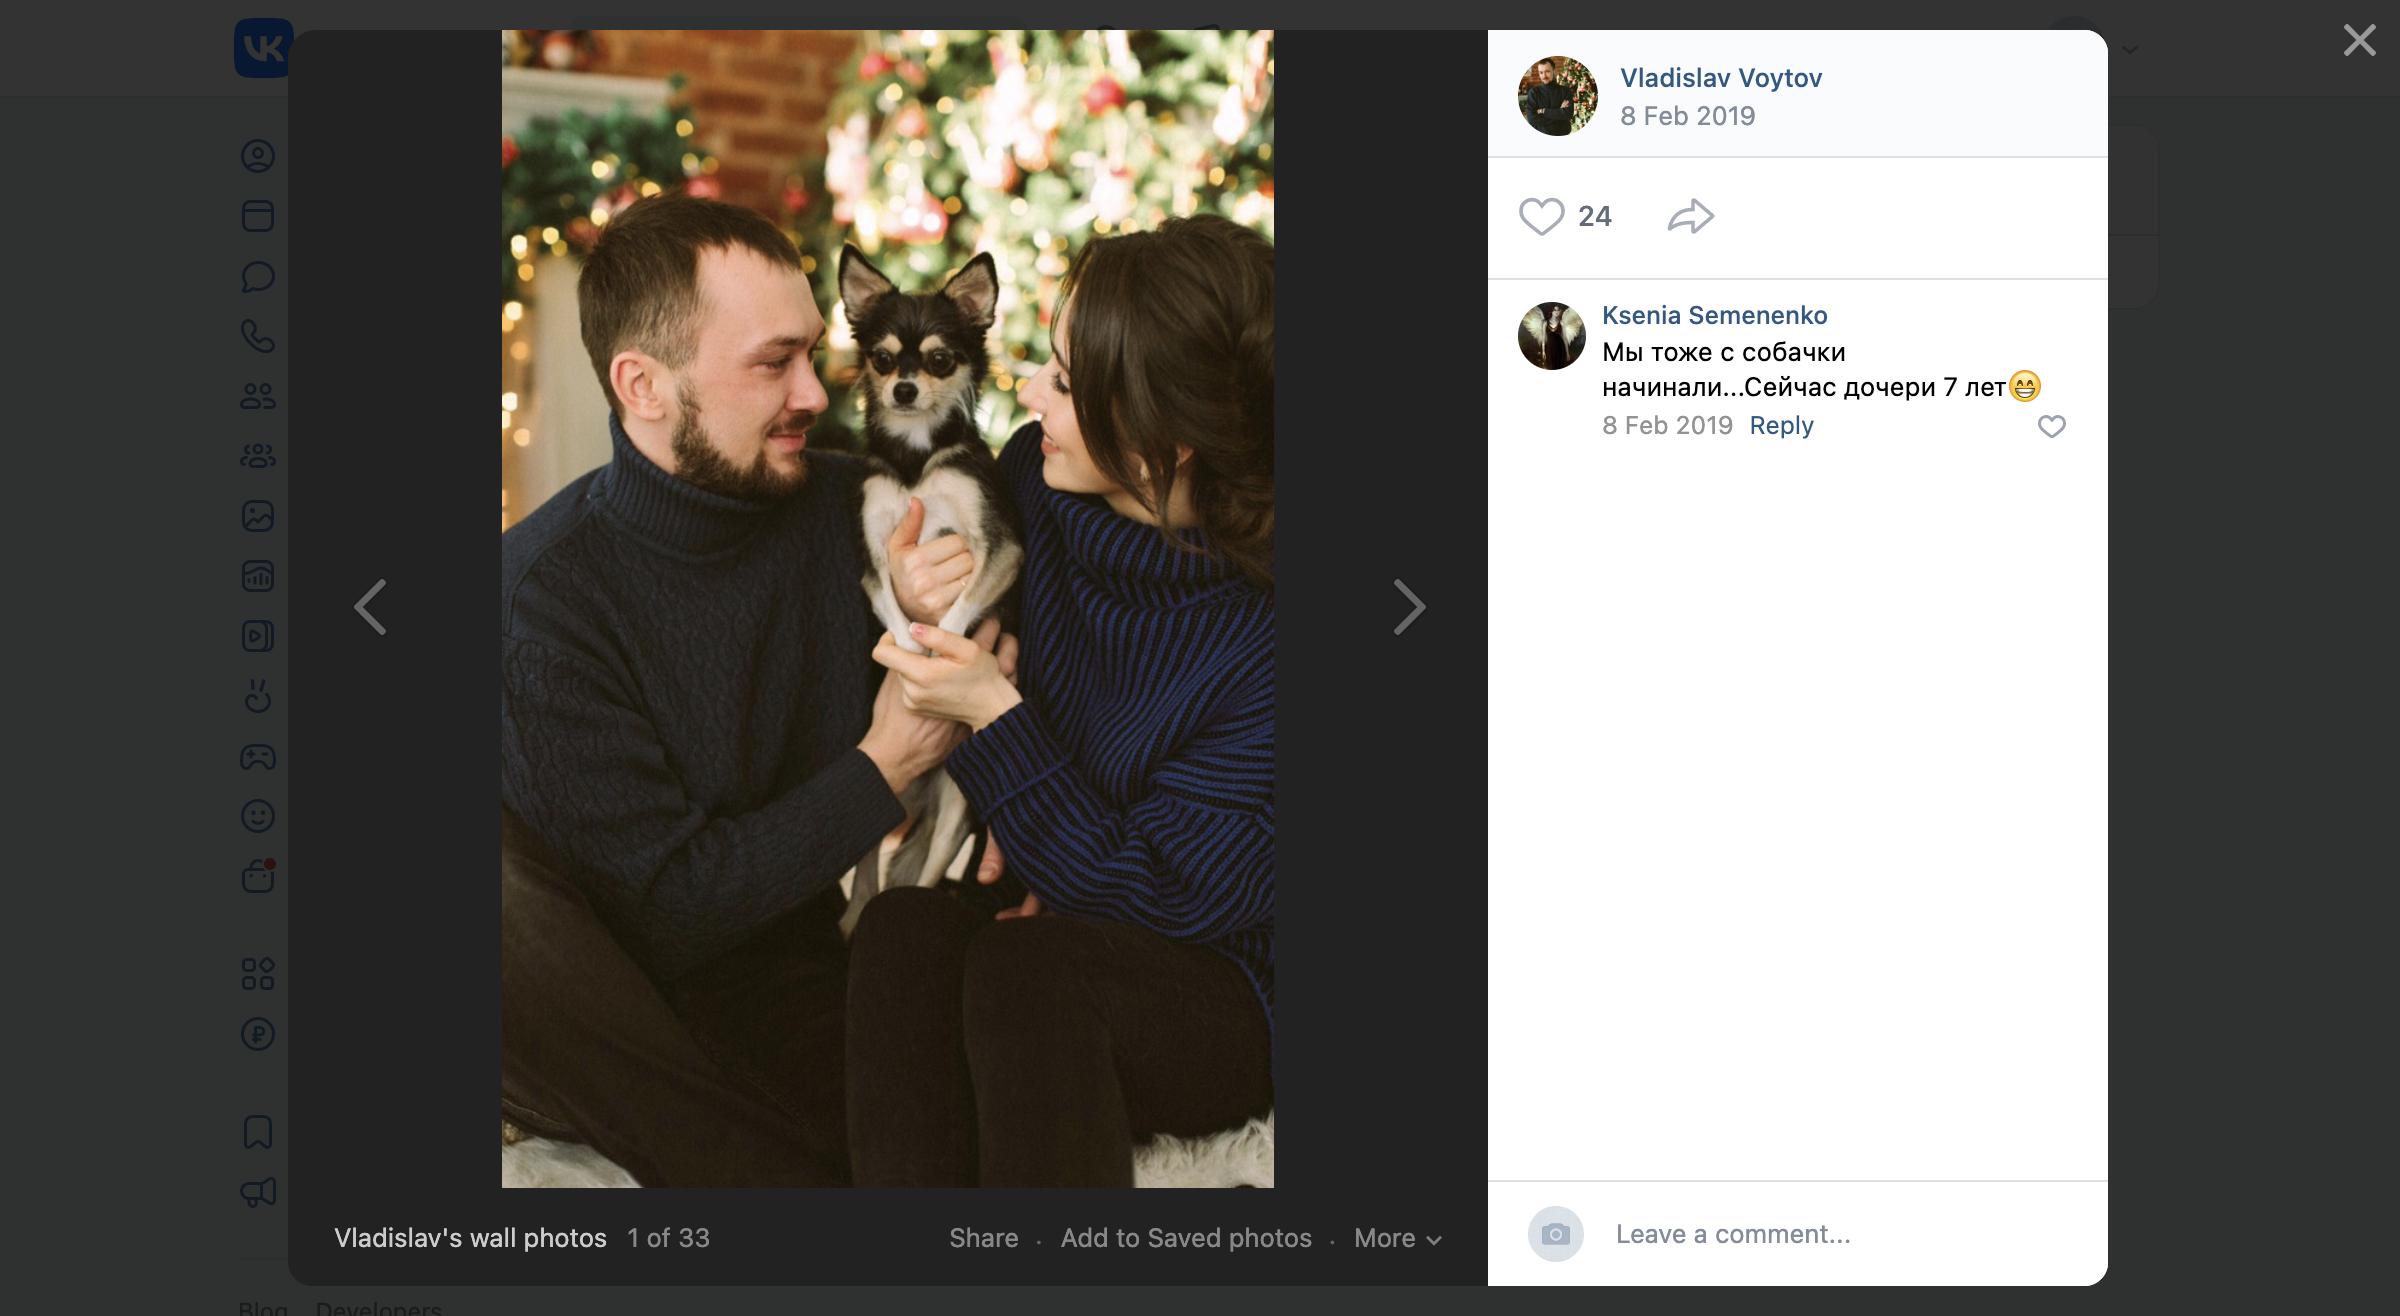 VK
Vladislav Voytov
8 Feb 2019
24
Ksenia Semenenko
Мы тоже с собачки
начинали...Сейчас дочери 7 лет😁
8 Feb 2019 Reply
Vladislav's wall photos 1 of 33
Share · Add to Saved photos · More
Leave a comment...
Blog Developers